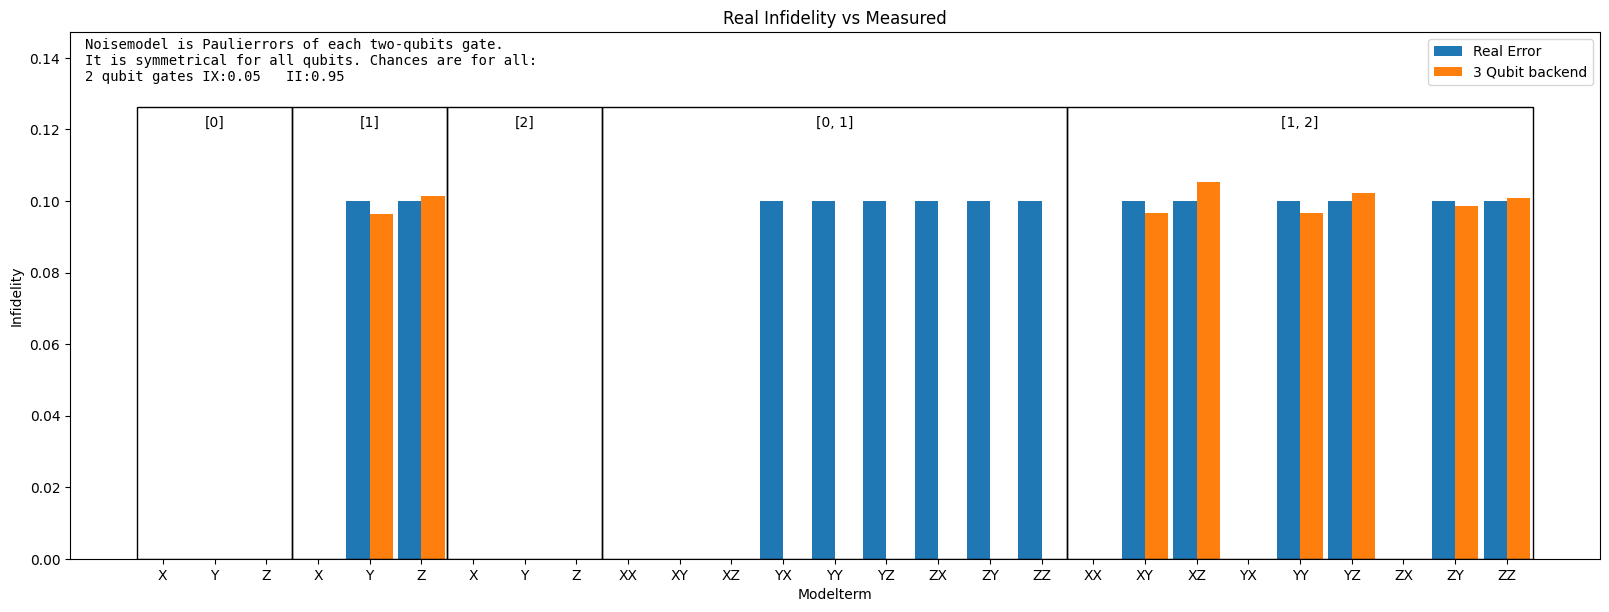 Real Infidelity vs Measured
Noisemodel is Paulierrors of each two-qubits gate.
It is symmetrical for all qubits. Chances are for all:
2 qubit gates IX:0.05   II:0.95
Real Error
3 Qubit backend
[0] [1] [2] [0, 1] [1, 2]
Infidelity
0.14
0.12
0.10
0.08
0.06
0.04
0.02
0.00
X Y Z X Y Z X Y Z XX XY XZ YX YY YZ ZX ZY ZZ XX XY XZ YX YY YZ ZX ZY ZZ
Modelterm